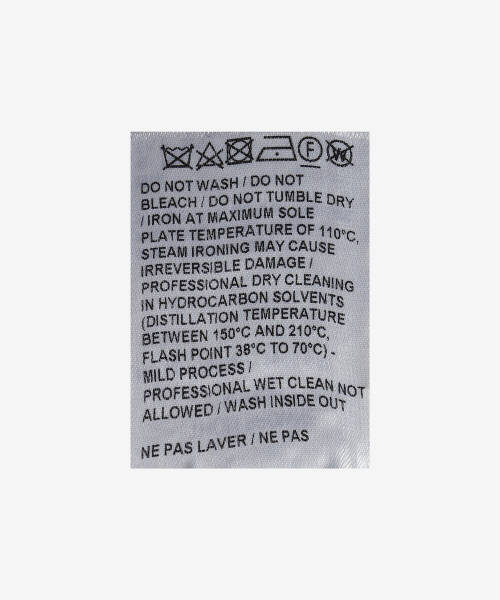 F W
DO NOT WASH / DO NOT
BLEACH / DO NOT TUMBLE DRY
/ IRON AT MAXIMUM SOLE
PLATE TEMPERATURE OF 110°C,
STEAM IRONING MAY CAUSE
IRREVERSIBLE DAMAGE /
PROFESSIONAL DRY CLEANING
IN HYDROCARBON SOLVENTS
(DISTILLATION TEMPERATURE
BETWEEN 150°C AND 210°C,
FLASH POINT 38°C TO 70°C) -
MILD PROCESS /
PROFESSIONAL WET CLEAN NOT
ALLOWED / WASH INSIDE OUT
NE PAS LAVER / NE PAS